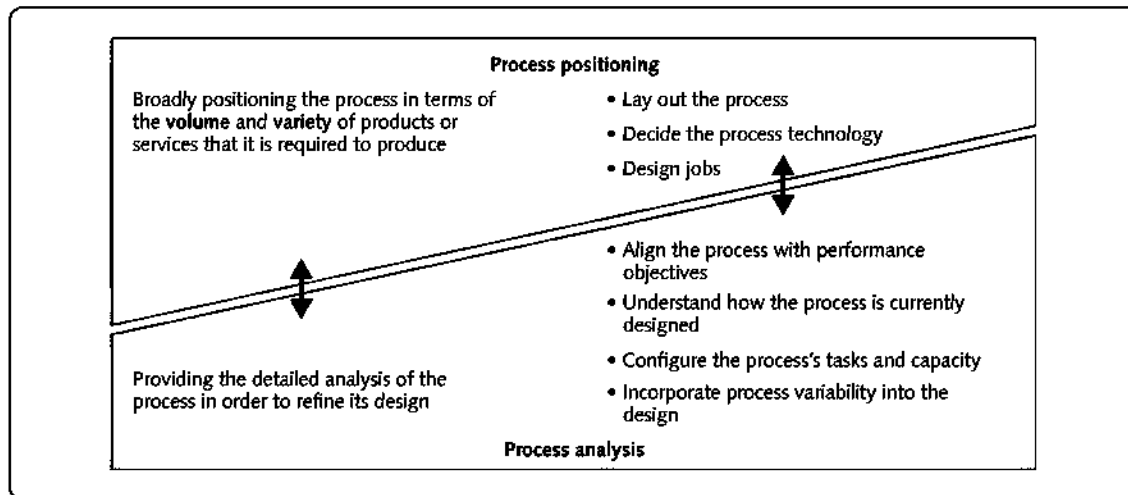 Process positioning
Broadly positioning the process in terms of
the volume and variety of products or
services that it is required to produce
• Lay out the process
• Decide the process technology
• Design jobs
• Align the process with performance
objectives
• Understand how the process is currently
designed
• Configure the process's tasks and capacity
• Incorporate process variability into the
design
Providing the detailed analysis of the
process in order to refine its design
Process analysis